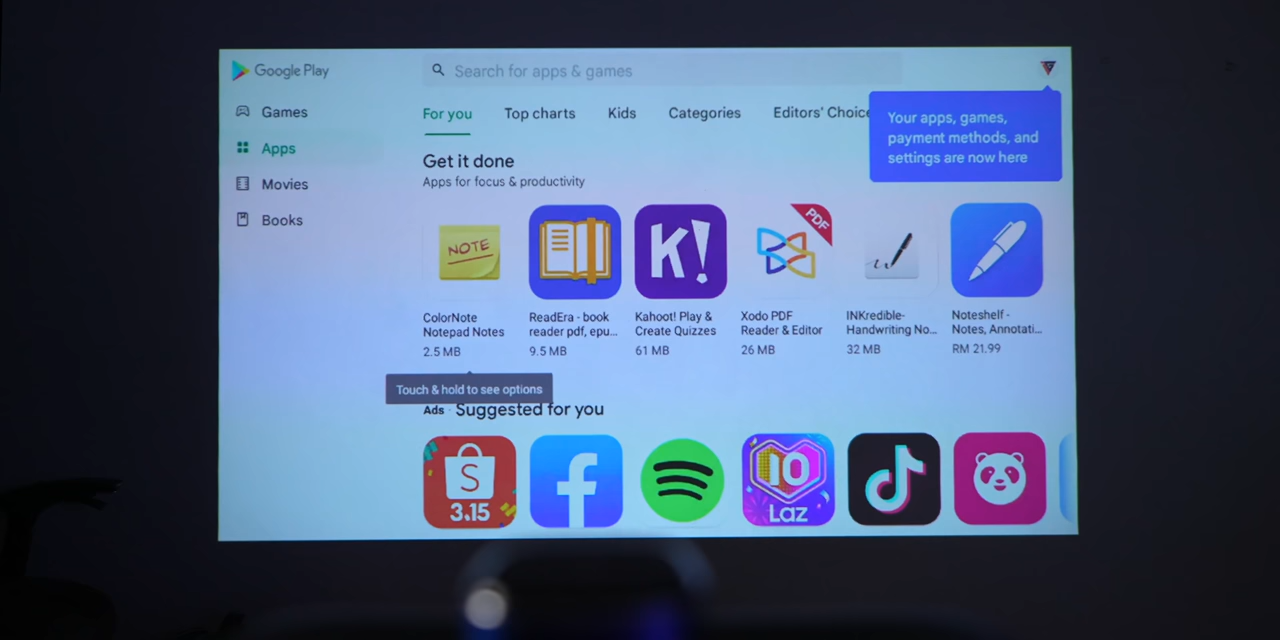 Google Play
Search for apps & games
Games
Apps
Movies
Books
For you
Top charts
Kids
Categories
Editors' Choice
Your apps, games,
payment methods, and
settings are now here
Get it done
Apps for focus & productivity
NOTE
K!
PDF
ColorNote
Notepad Notes
2.5 MB
ReadEra - book
reader pdf, epu...
9.5 MB
Kahoot! Play &
Create Quizzes
61 MB
Xodo PDF
Reader & Editor
26 MB
INKredible-
Handwriting No...
32 MB
Noteshelf -
Notes, Annotati...
RM 21.99
Touch & hold to see options
Ads · Suggested for you
S
3.15
f
10
Laz